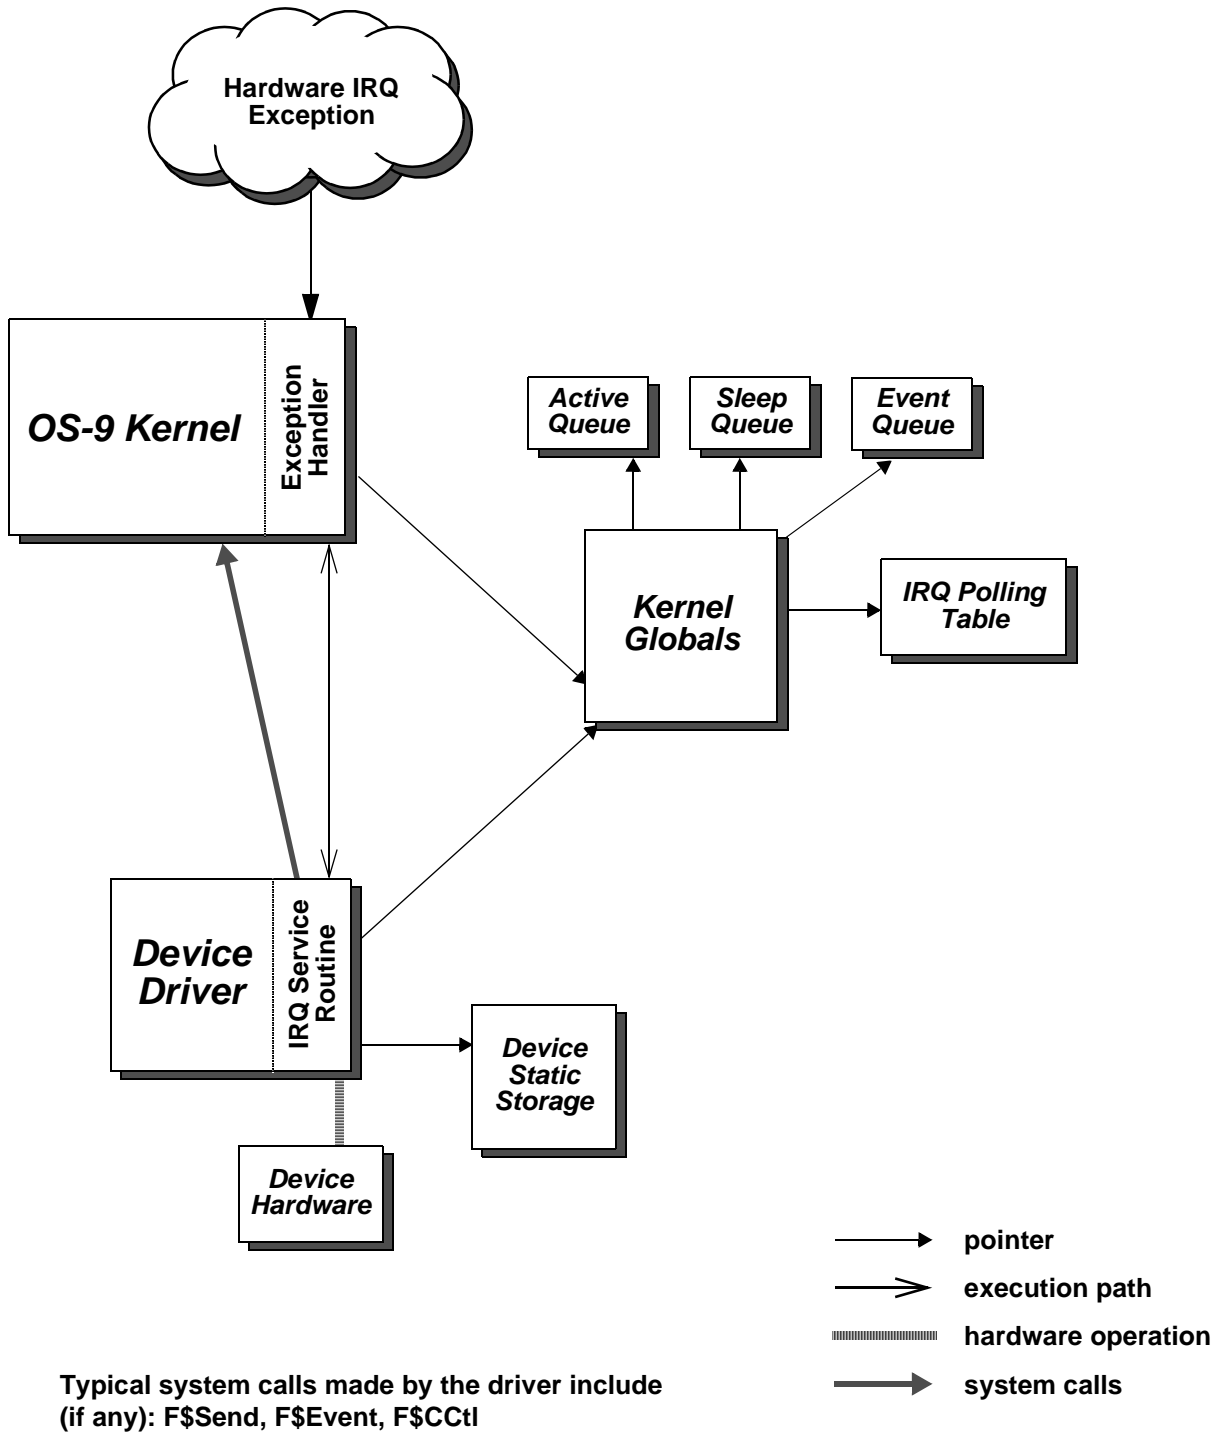 Hardware IRQ
Exception
OS-9 Kernel
Exception
Handler
Active
Queue
Sleep
Queue
Event
Queue
Kernel
Globals
IRQ Polling
Table
Device
Driver
IRQ Service
Routine
Device
Static
Storage
Device
Hardware
pointer
execution path
hardware operation
system calls
Typical system calls made by the driver include
(if any): F$Send, F$Event, F$CCtl